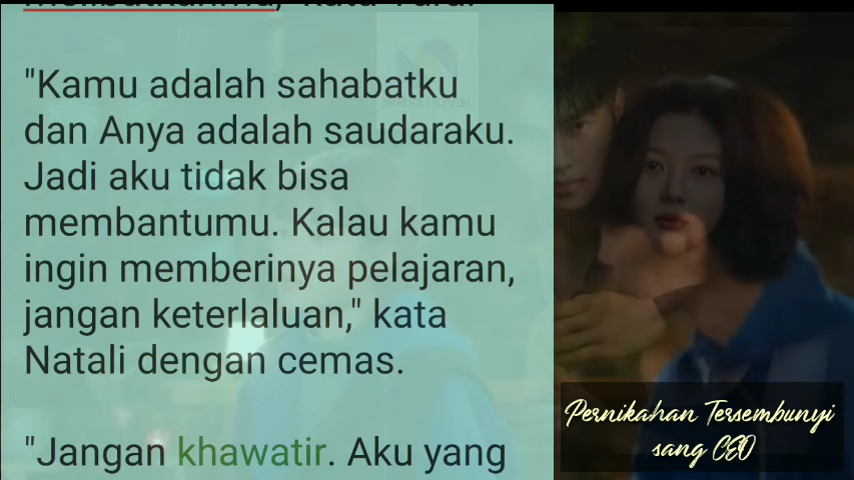 "Kamu adalah sahabatku
dan Anya adalah saudaraku.
Jadi aku tidak bisa
membantumu. Kalau kamu
ingin memberinya pelajaran,
jangan keterlaluan," kata
Natali dengan cemas.
"Jangan khawatir. Aku yang
Pernikahan Tersembunyi
sang CEO